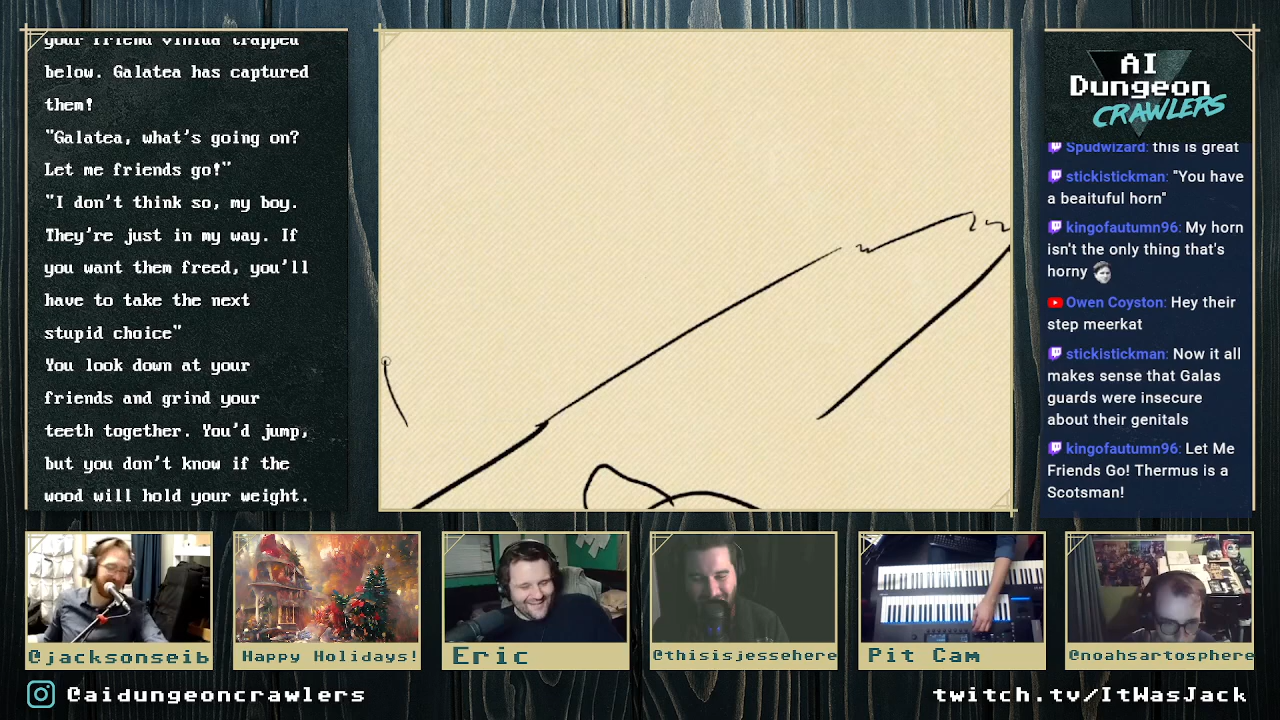 your friend Vinlua trapped
below. Galatea has captured
them!
"Galatea, what's going on?
Let me friends go!"
"I don't think so, my boy.
They're just in my way. If
you want them freed, you'll
have to take the next
stupid choice"
You look down at your
friends and grind your
teeth together. You'd jump,
but you don't know if the
wood will hold your weight.
AI
Dungeon
CRAWLERS
Spudwizard: this is great
stickistickman: "You have
a beaituful horn"
kingofautumn96: My horn
isn't the only thing that's
horny
Owen Coyston: Hey their
step meerkat
stickistickman: Now it all
makes sense that Galas
guards were insecure
about their genitals
kingofautumn96: Let Me
Friends Go! Thermus is a
Scotsman!
@jacksonseib
Happy Holidays!
Eric
@thisisjessehere
Pit Cam
@noahsartosphere
@aidungeoncrawlers
twitch.tv/ItWasJack